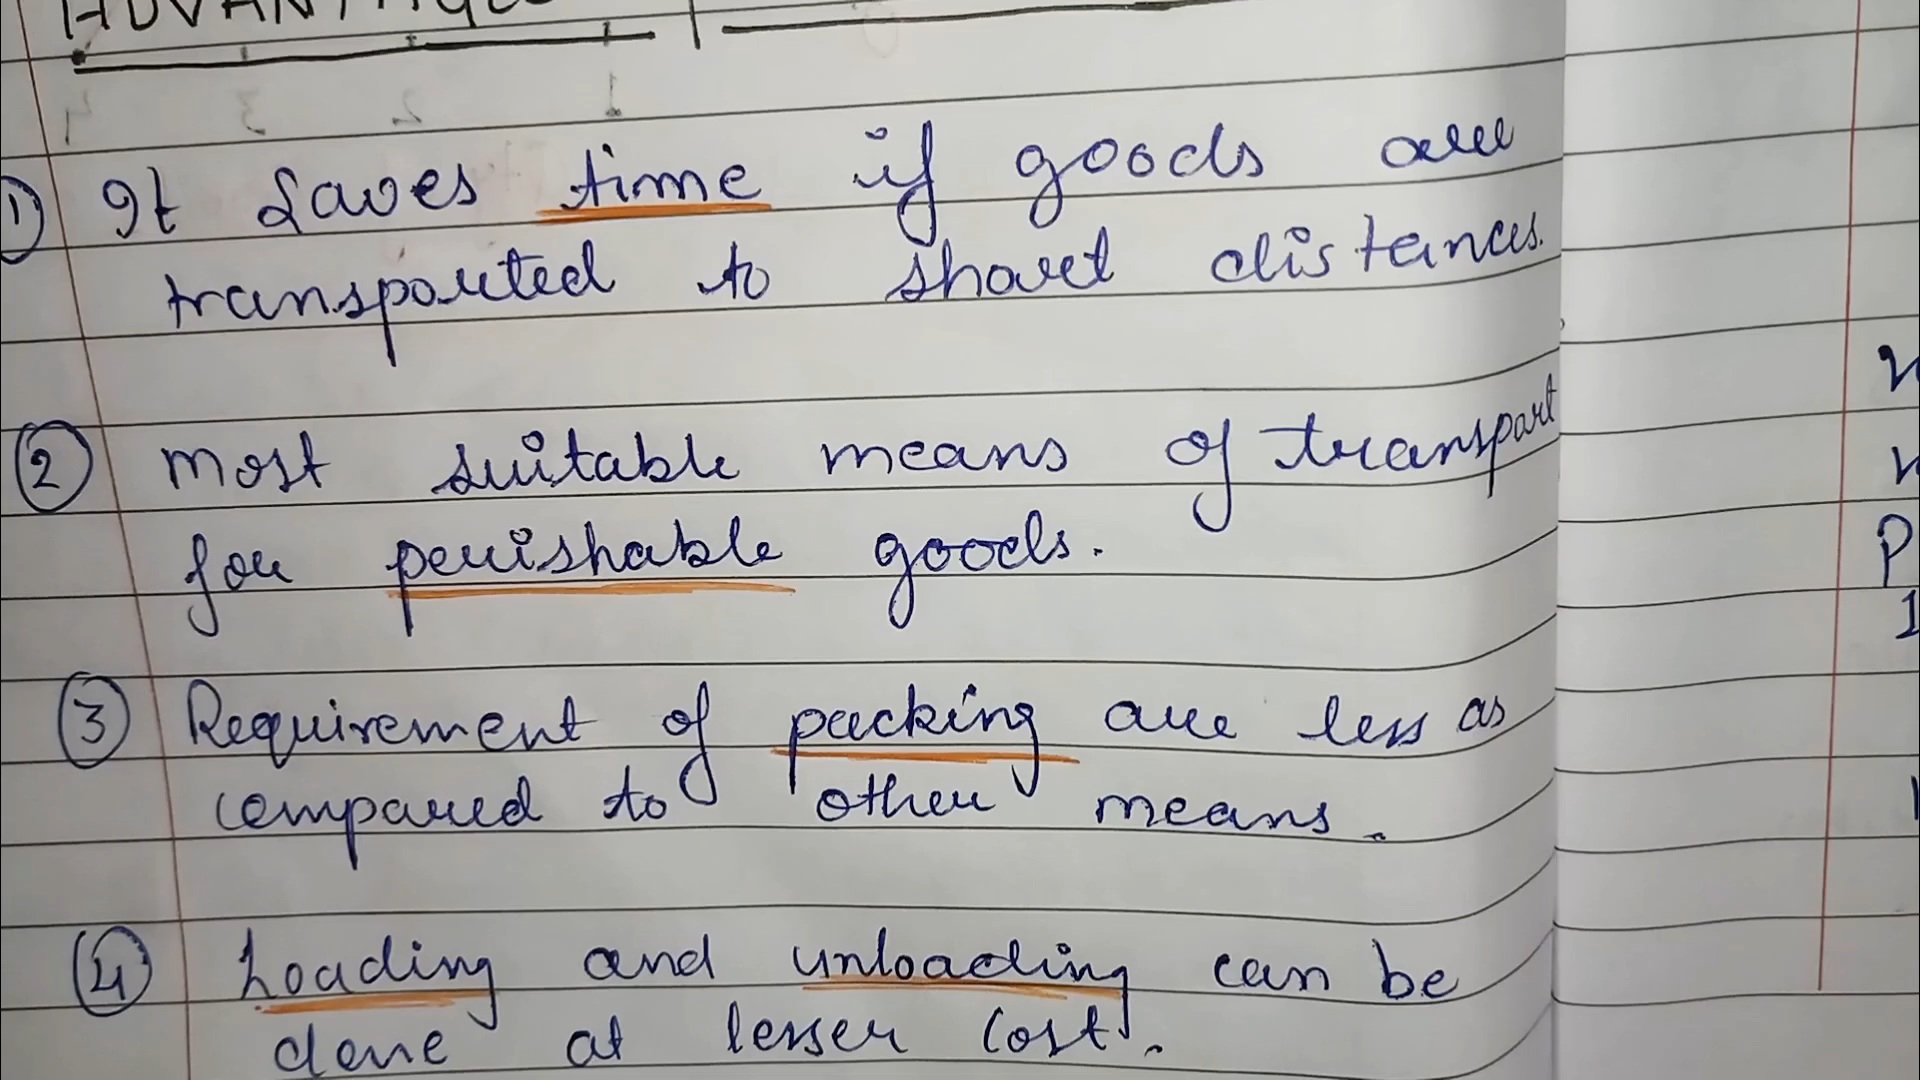 ADVANTAGES
1) It saves time if goods are
transported to short distances.
2 Most suitable means of transport
for perishable goods.
3 Requirement of packing are less as
compared to other means.
4 Loading and unloading can be
done at lesser cost.